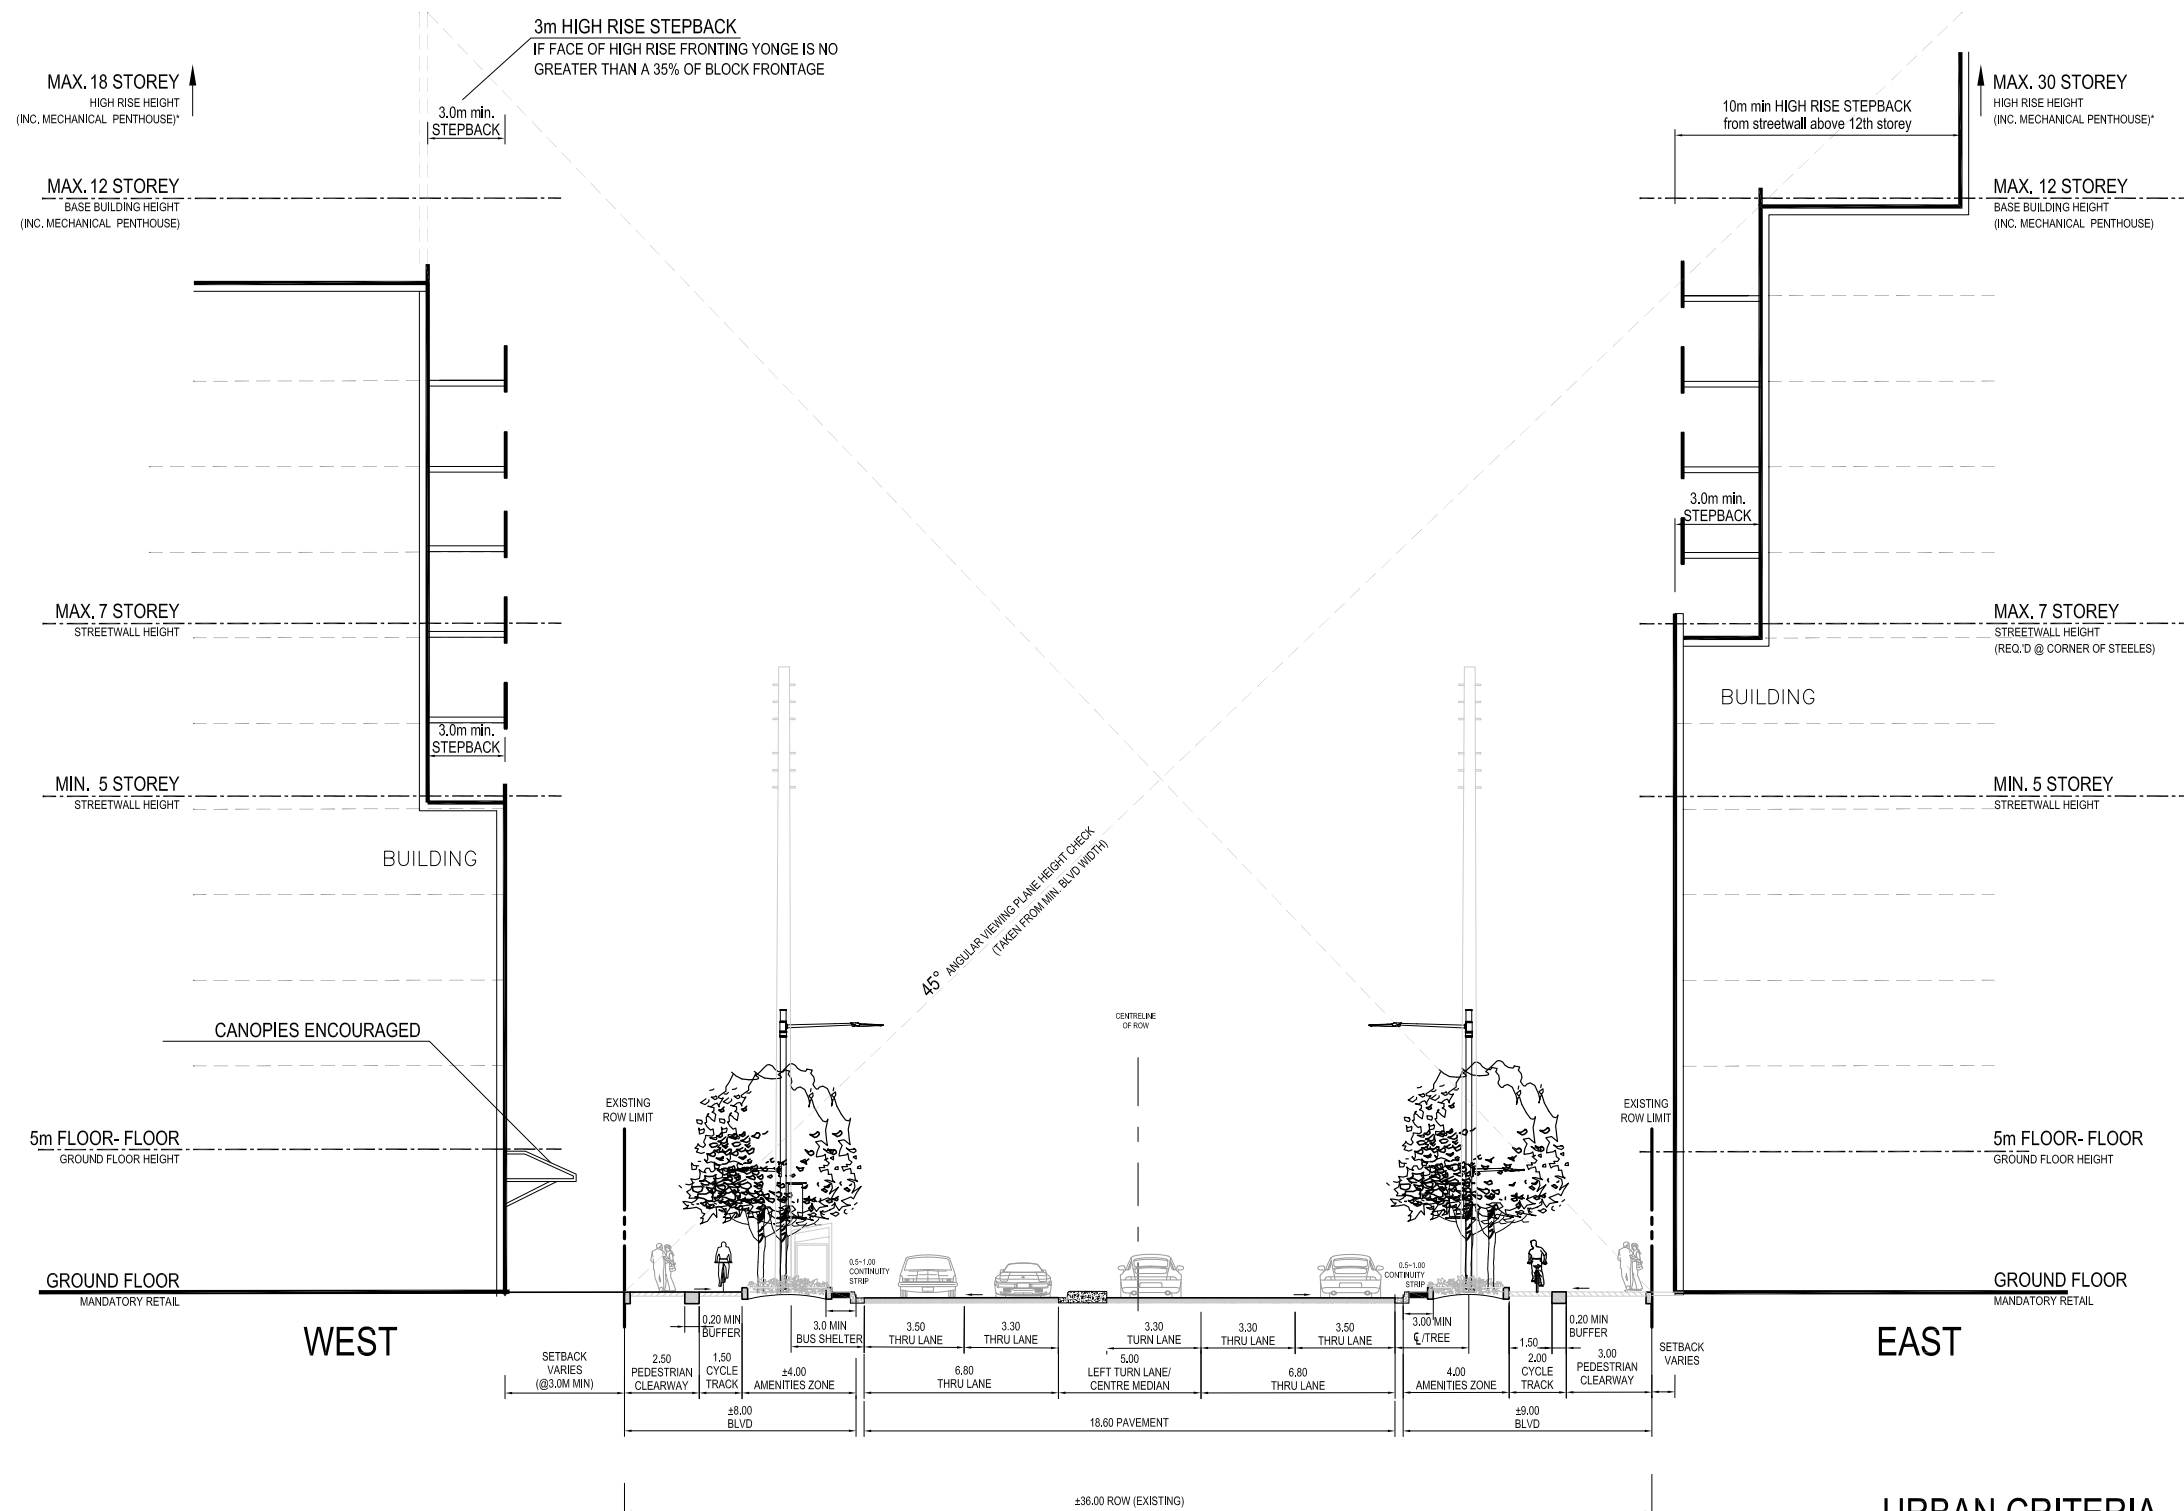 3m HIGH RISE STEPBACK
IF FACE OF HIGH RISE FRONTING YONGE IS NO
GREATER THAN A 35% OF BLOCK FRONTAGE
MAX. 18 STOREY
HIGH RISE HEIGHT
(INC. MECHANICAL PENTHOUSE)*
3.0m min.
STEPBACK
10m min HIGH RISE STEPBACK
from streetwall above 12th storey
MAX. 30 STOREY
HIGH RISE HEIGHT
(INC. MECHANICAL PENTHOUSE)*
MAX. 12 STOREY
BASE BUILDING HEIGHT
(INC. MECHANICAL PENTHOUSE)
MAX. 12 STOREY
BASE BUILDING HEIGHT
(INC. MECHANICAL PENTHOUSE)
3.0m min.
STEPBACK
MAX. 7 STOREY
STREETWALL HEIGHT
MAX. 7 STOREY
STREETWALL HEIGHT
(REQ.'D @ CORNER OF STEELES)
BUILDING
3.0m min.
STEPBACK
MIN. 5 STOREY
STREETWALL HEIGHT
MIN. 5 STOREY
STREETWALL HEIGHT
BUILDING
45° ANGULAR VIEWING PLANE HEIGHT CHECK
(TAKEN FROM MIN. BLVD WIDTH)
CENTRELINE
OF ROW
CANOPIES ENCOURAGED
EXISTING
ROW LIMIT
EXISTING
ROW LIMIT
5m FLOOR- FLOOR
GROUND FLOOR HEIGHT
5m FLOOR- FLOOR
GROUND FLOOR HEIGHT
0.5~1.00
CONTINUITY
STRIP
0.5~1.00
CONTINUITY
STRIP
GROUND FLOOR
MANDATORY RETAIL
GROUND FLOOR
MANDATORY RETAIL
WEST
EAST
0.20 MIN
BUFFER
3.0 MIN
BUS SHELTER
3.50
THRU LANE
3.30
THRU LANE
3.30
TURN LANE
3.30
THRU LANE
3.50
THRU LANE
3.00 MIN
℄/TREE
1.50
0.20 MIN
BUFFER
SETBACK
VARIES
(@3.0M MIN)
2.50
PEDESTRIAN
CLEARWAY
1.50
CYCLE
TRACK
±4.00
AMENITIES ZONE
6.80
THRU LANE
5.00
LEFT TURN LANE/
CENTRE MEDIAN
6.80
THRU LANE
4.00
AMENITIES ZONE
2.00
CYCLE
TRACK
3.00
PEDESTRIAN
CLEARWAY
SETBACK
VARIES
±8.00
BLVD
18.60 PAVEMENT
±9.00
BLVD
±36.00 ROW (EXISTING)
URBAN CRITERIA